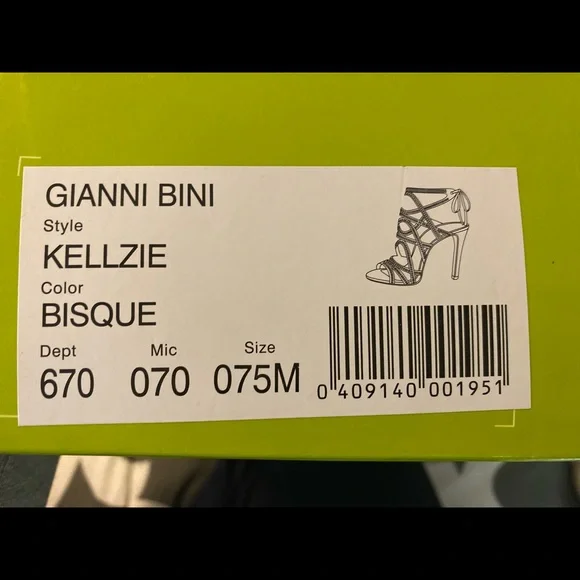 GIANNI BINI
Style
KELLZIE
Color
BISQUE
Dept Mic Size
670 070 075M
0 409140 001951